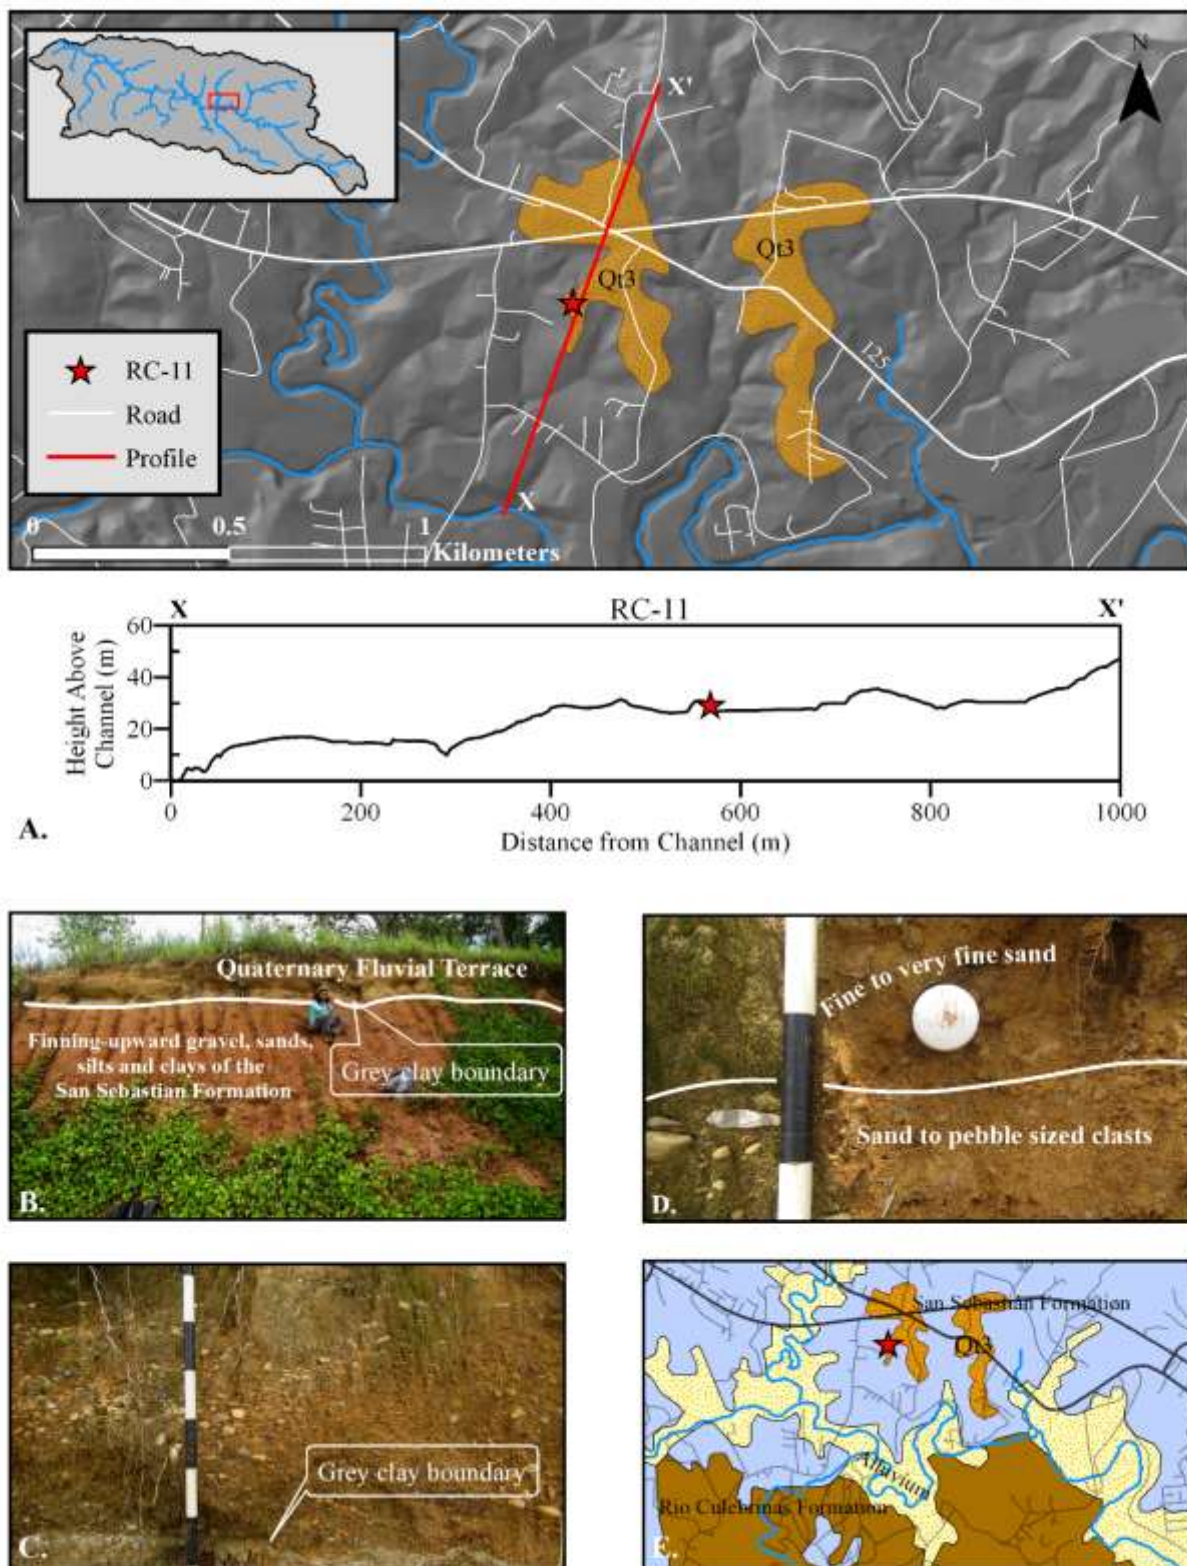 N
X'
Qt3
Qt3
125
RC-11
Road
Profile
X
0
0.5
1
Kilometers
X
RC-11
X'
Height Above
Channel (m)
60
40
20
0
0
200
400
600
800
1000
Distance from Channel (m)
A.
Quaternary Fluvial Terrace
Finning-upward gravel, sands,
silts and clays of the
San Sebastian Formation
Grey clay boundary
B.
Fine to very fine sand
Sand to pebble sized clasts
D.
Grey clay boundary
C.
San Sebastian Formation
Qt3
Alluvium
Rio Culebrinas Formation
E.